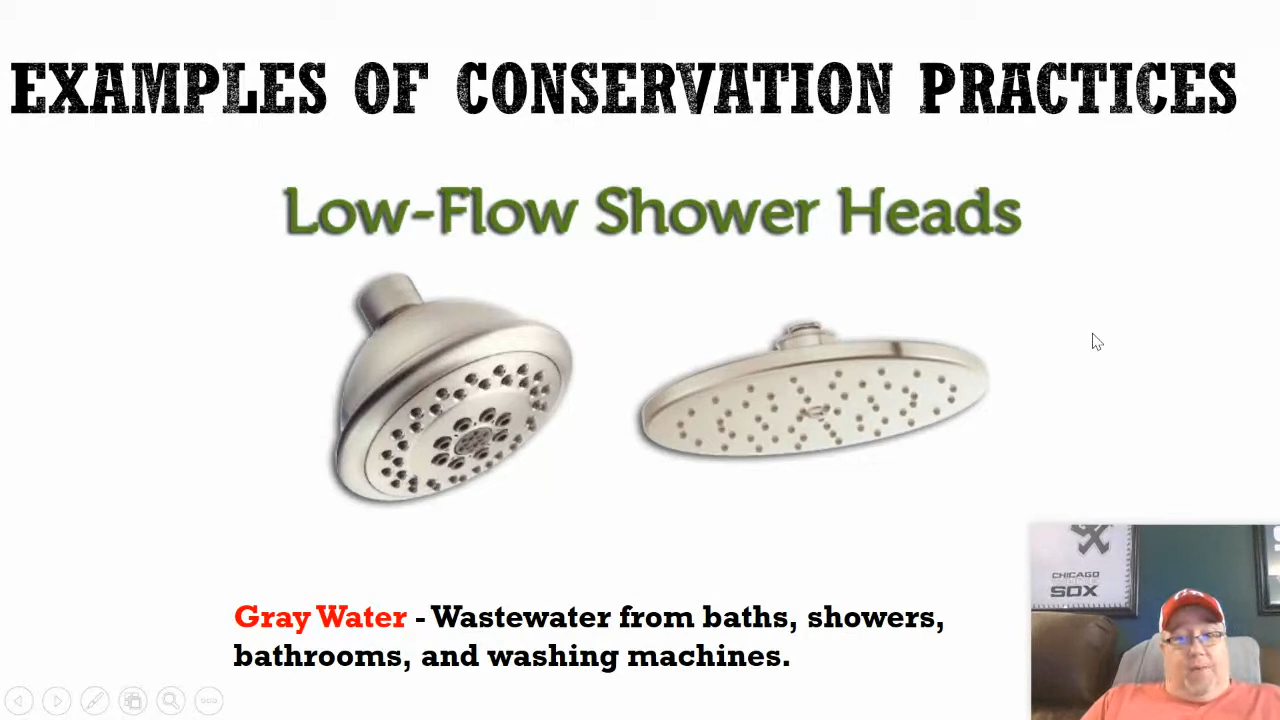 EXAMPLES OF CONSERVATION PRACTICES
Low-Flow Shower Heads
Gray Water - Wastewater from baths, showers,
bathrooms, and washing machines.
CHICAGO
SOX